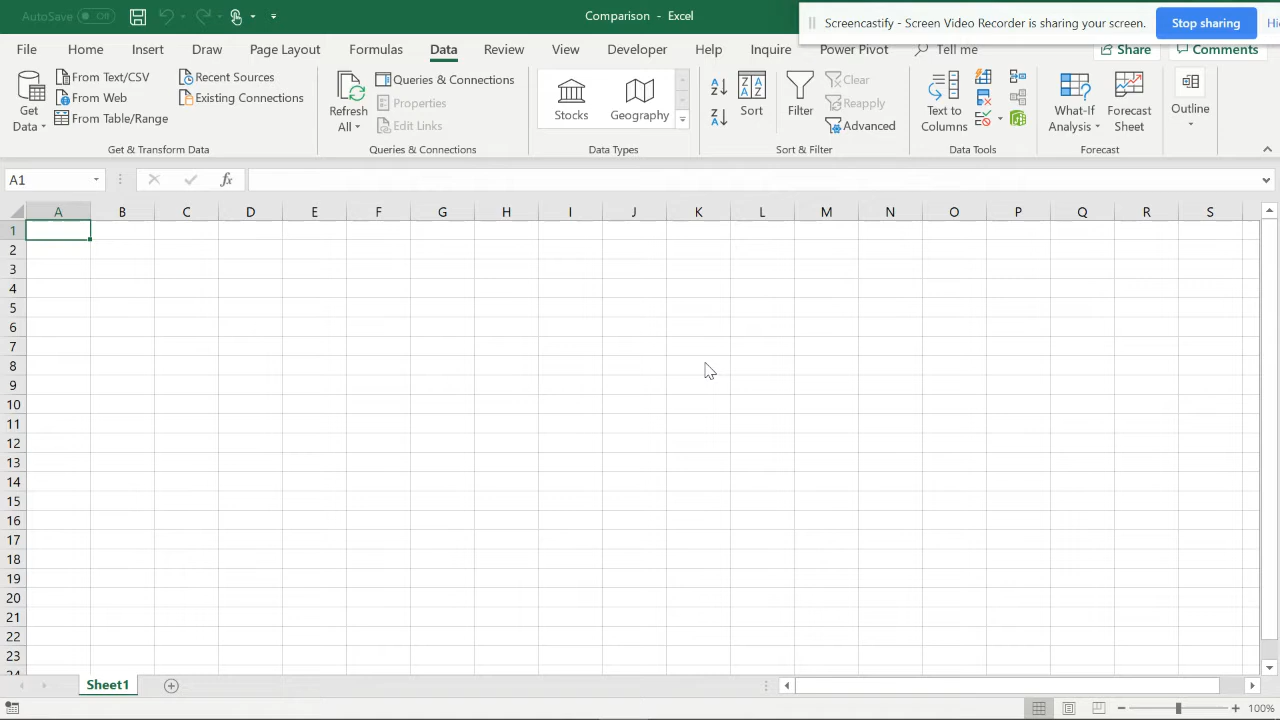 AutoSave Off
Comparison - Excel
Screencastify - Screen Video Recorder is sharing your screen.
Stop sharing
File Home Insert Draw Page Layout Formulas Data Review View Developer Help Inquire Power Pivot Tell me Share Comments
Get Data
From Text/CSV
From Web
From Table/Range
Recent Sources
Existing Connections
Get & Transform Data
Refresh All
Queries & Connections
Properties
Edit Links
Queries & Connections
Stocks
Geography
Data Types
Sort
Filter
Clear
Reapply
Advanced
Sort & Filter
Text to Columns
Data Tools
What-If Analysis
Forecast Sheet
Forecast
Outline
A1
fx
A B C D E F G H I J K L M N O P Q R S
1
2
3
4
5
6
7
8
9
10
11
12
13
14
15
16
17
18
19
20
21
22
23
Sheet1
100%